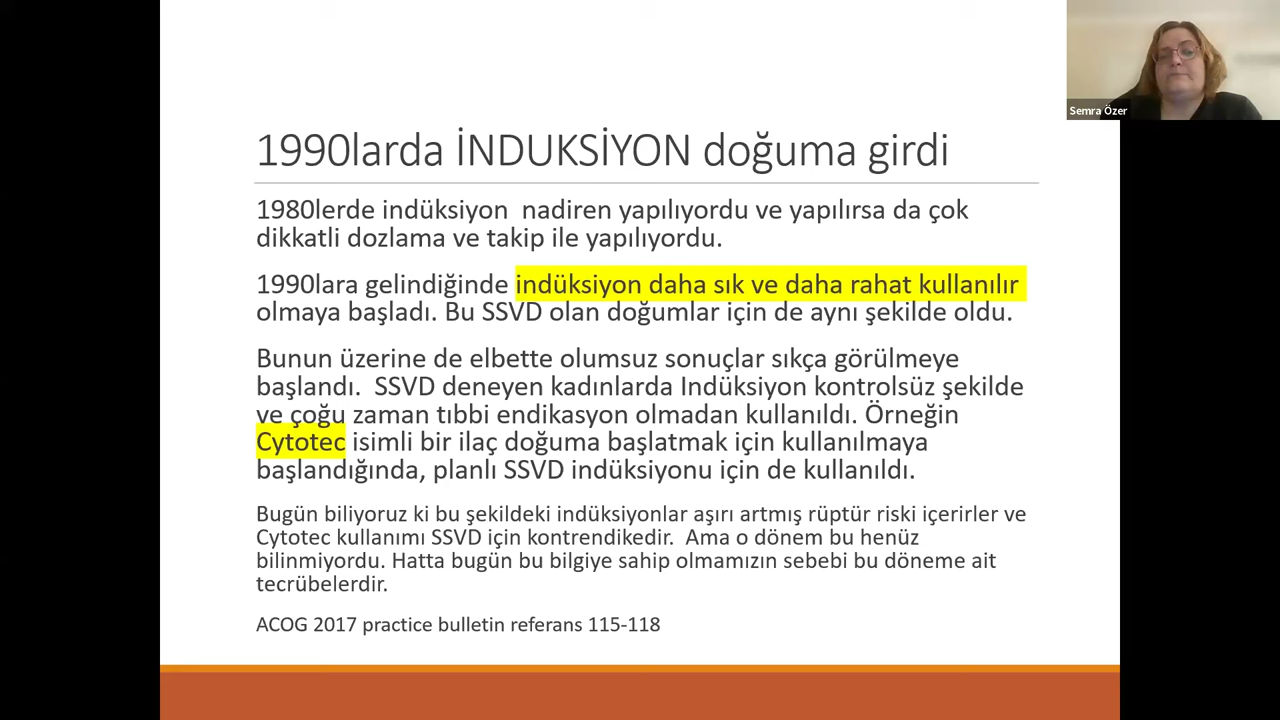 Semra Özer
1990larda İNDUKSİYON doğuma girdi
1980lerde indüksiyon nadiren yapılıyordu ve yapılırsa da çok
dikkatli dozlama ve takip ile yapılıyordu.
1990lara gelindiğinde indüksiyon daha sık ve daha rahat kullanılır
olmaya başladı. Bu SSVD olan doğumlar için de aynı şekilde oldu.
Bunun üzerine de elbette olumsuz sonuçlar sıkça görülmeye
başlandı. SSVD deneyen kadınlarda Indüksiyon kontrolsüz şekilde
ve çoğu zaman tıbbi endikasyon olmadan kullanıldı. Örneğin
Cytotec isimli bir ilaç doğuma başlatmak için kullanılmaya
başlandığında, planlı SSVD indüksiyonu için de kullanıldı.
Bugün biliyoruz ki bu şekildeki indüksiyonlar aşırı artmış rüptür riski içerirler ve
Cytotec kullanımı SSVD için kontrendikedir. Ama o dönem bu henüz
bilinmiyordu. Hatta bugün bu bilgiye sahip olmamızın sebebi bu döneme ait
tecrübelerdir.
ACOG 2017 practice bulletin referans 115-118